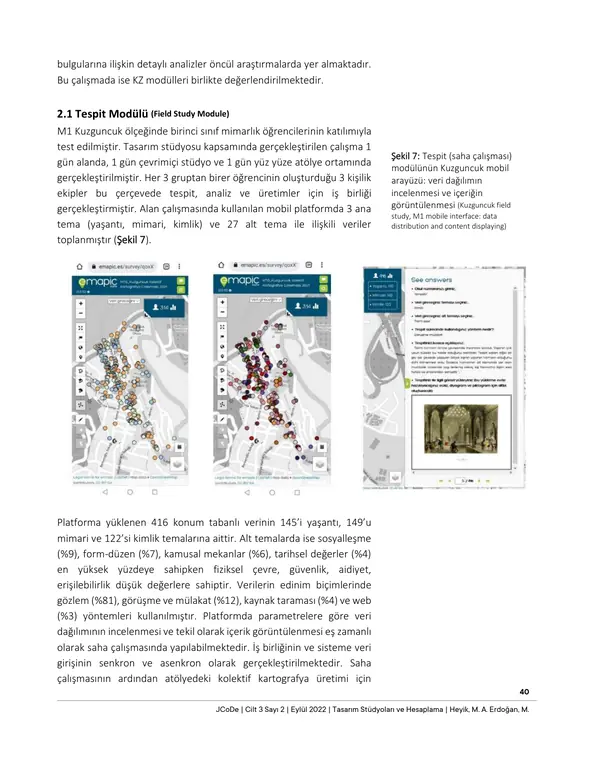 bulgularına ilişkin detaylı analizler öncül araştırmalarda yer almaktadır.
Bu çalışmada ise KZ modülleri birlikte değerlendirilmektedir.
2.1 Tespit Modülü (Field Study Module)
M1 Kuzguncuk ölçeğinde birinci sınıf mimarlık öğrencilerinin katılımıyla
test edilmiştir. Tasarım stüdyosu kapsamında gerçekleştirilen çalışma 1
gün alanda, 1 gün çevrimiçi stüdyo ve 1 gün yüz yüze atölye ortamında
gerçekleştirilmiştir. Her 3 gruptan birer öğrencinin oluşturduğu 3 kişilik
ekipler bu çerçevede tespit, analiz ve üretimler için iş birliği
gerçekleştirmiştir. Alan çalışmasında kullanılan mobil platformda 3 ana
tema (yaşantı, mimari, kimlik) ve 27 alt tema ile ilişkili veriler
toplanmıştır (Şekil 7).
Şekil 7: Tespit (saha çalışması)
modülünün Kuzguncuk mobil
arayüzü: veri dağılımın
incelenmesi ve içeriğin
görüntülenmesi (Kuzguncuk field
study, M1 mobile interface: data
distribution and content displaying)
emapic.es/survey/qoxX
emapic
emapic.es/survey/qoxX
emapic
See answers
Platforma yüklenen 416 konum tabanlı verinin 145'i yaşantı, 149'u
mimari ve 122'si kimlik temalarına aittir. Alt temalarda ise sosyalleşme
(%9), form-düzen (%7), kamusal mekanlar (%6), tarihsel değerler (%4)
en yüksek yüzdeye sahipken fiziksel çevre, güvenlik, aidiyet,
erişilebilirlik düşük değerlere sahiptir. Verilerin edinim biçimlerinde
gözlem (%81), görüşme ve mülakat (%12), kaynak taraması (%4) ve web
(%3) yöntemleri kullanılmıştır. Platformda parametrelere göre veri
dağılımının incelenmesi ve tekil olarak içerik görüntülenmesi eş zamanlı
olarak saha çalışmasında yapılabilmektedir. İş birliğinin ve sisteme veri
girişinin senkron ve asenkron olarak gerçekleştirilmektedir. Saha
çalışmasının ardından atölyedeki kolektif kartografya üretimi için
40
JCoDe | Cilt 3 Sayı 2 | Eylül 2022 | Tasarım Stüdyoları ve Hesaplama | Heyik, M. A. Erdoğan, M.